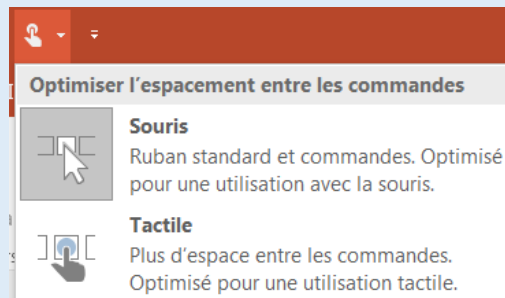 Optimiser l'espacement entre les commandes
Souris
Ruban standard et commandes. Optimisé
pour une utilisation avec la souris.
Tactile
Plus d'espace entre les commandes.
Optimisé pour une utilisation tactile.